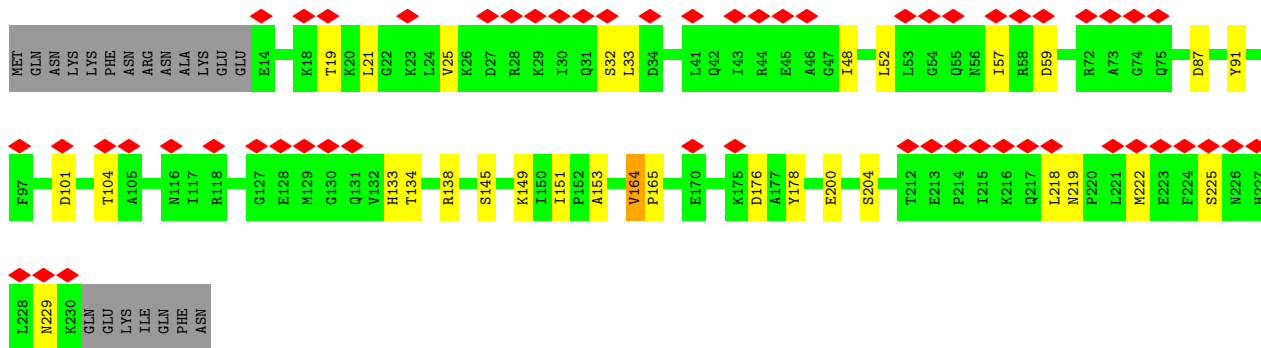 MET GLN ASN LYS LYS PHE ASN ARG ASN ALA LYS GLU GLU E14 K18 T19 K20 L21 G22 K23 L24 V25 K26 D27 R28 K29 I30 Q31 S32 L33 D34 L41 Q42 I43 R44 E45 A46 G47 I48 L52 L53 G54 Q55 N56 I57 R58 D59 R72 A73 G74 Q75 D87 Y91
F97 D101 T104 A105 N116 I117 R118 G127 E128 M129 G130 Q131 V132 H133 T134 R138 S145 K149 I150 I151 P152 A153 V164 P165 E170 K175 D176 A177 Y178 E200 S204 T212 E213 P214 I215 K216 Q217 L218 N219 P220 L221 M222 E223 F224 S225 N226 H227
L228 N229 K230 GLN GLU LYS ILE GLN PHE ASN